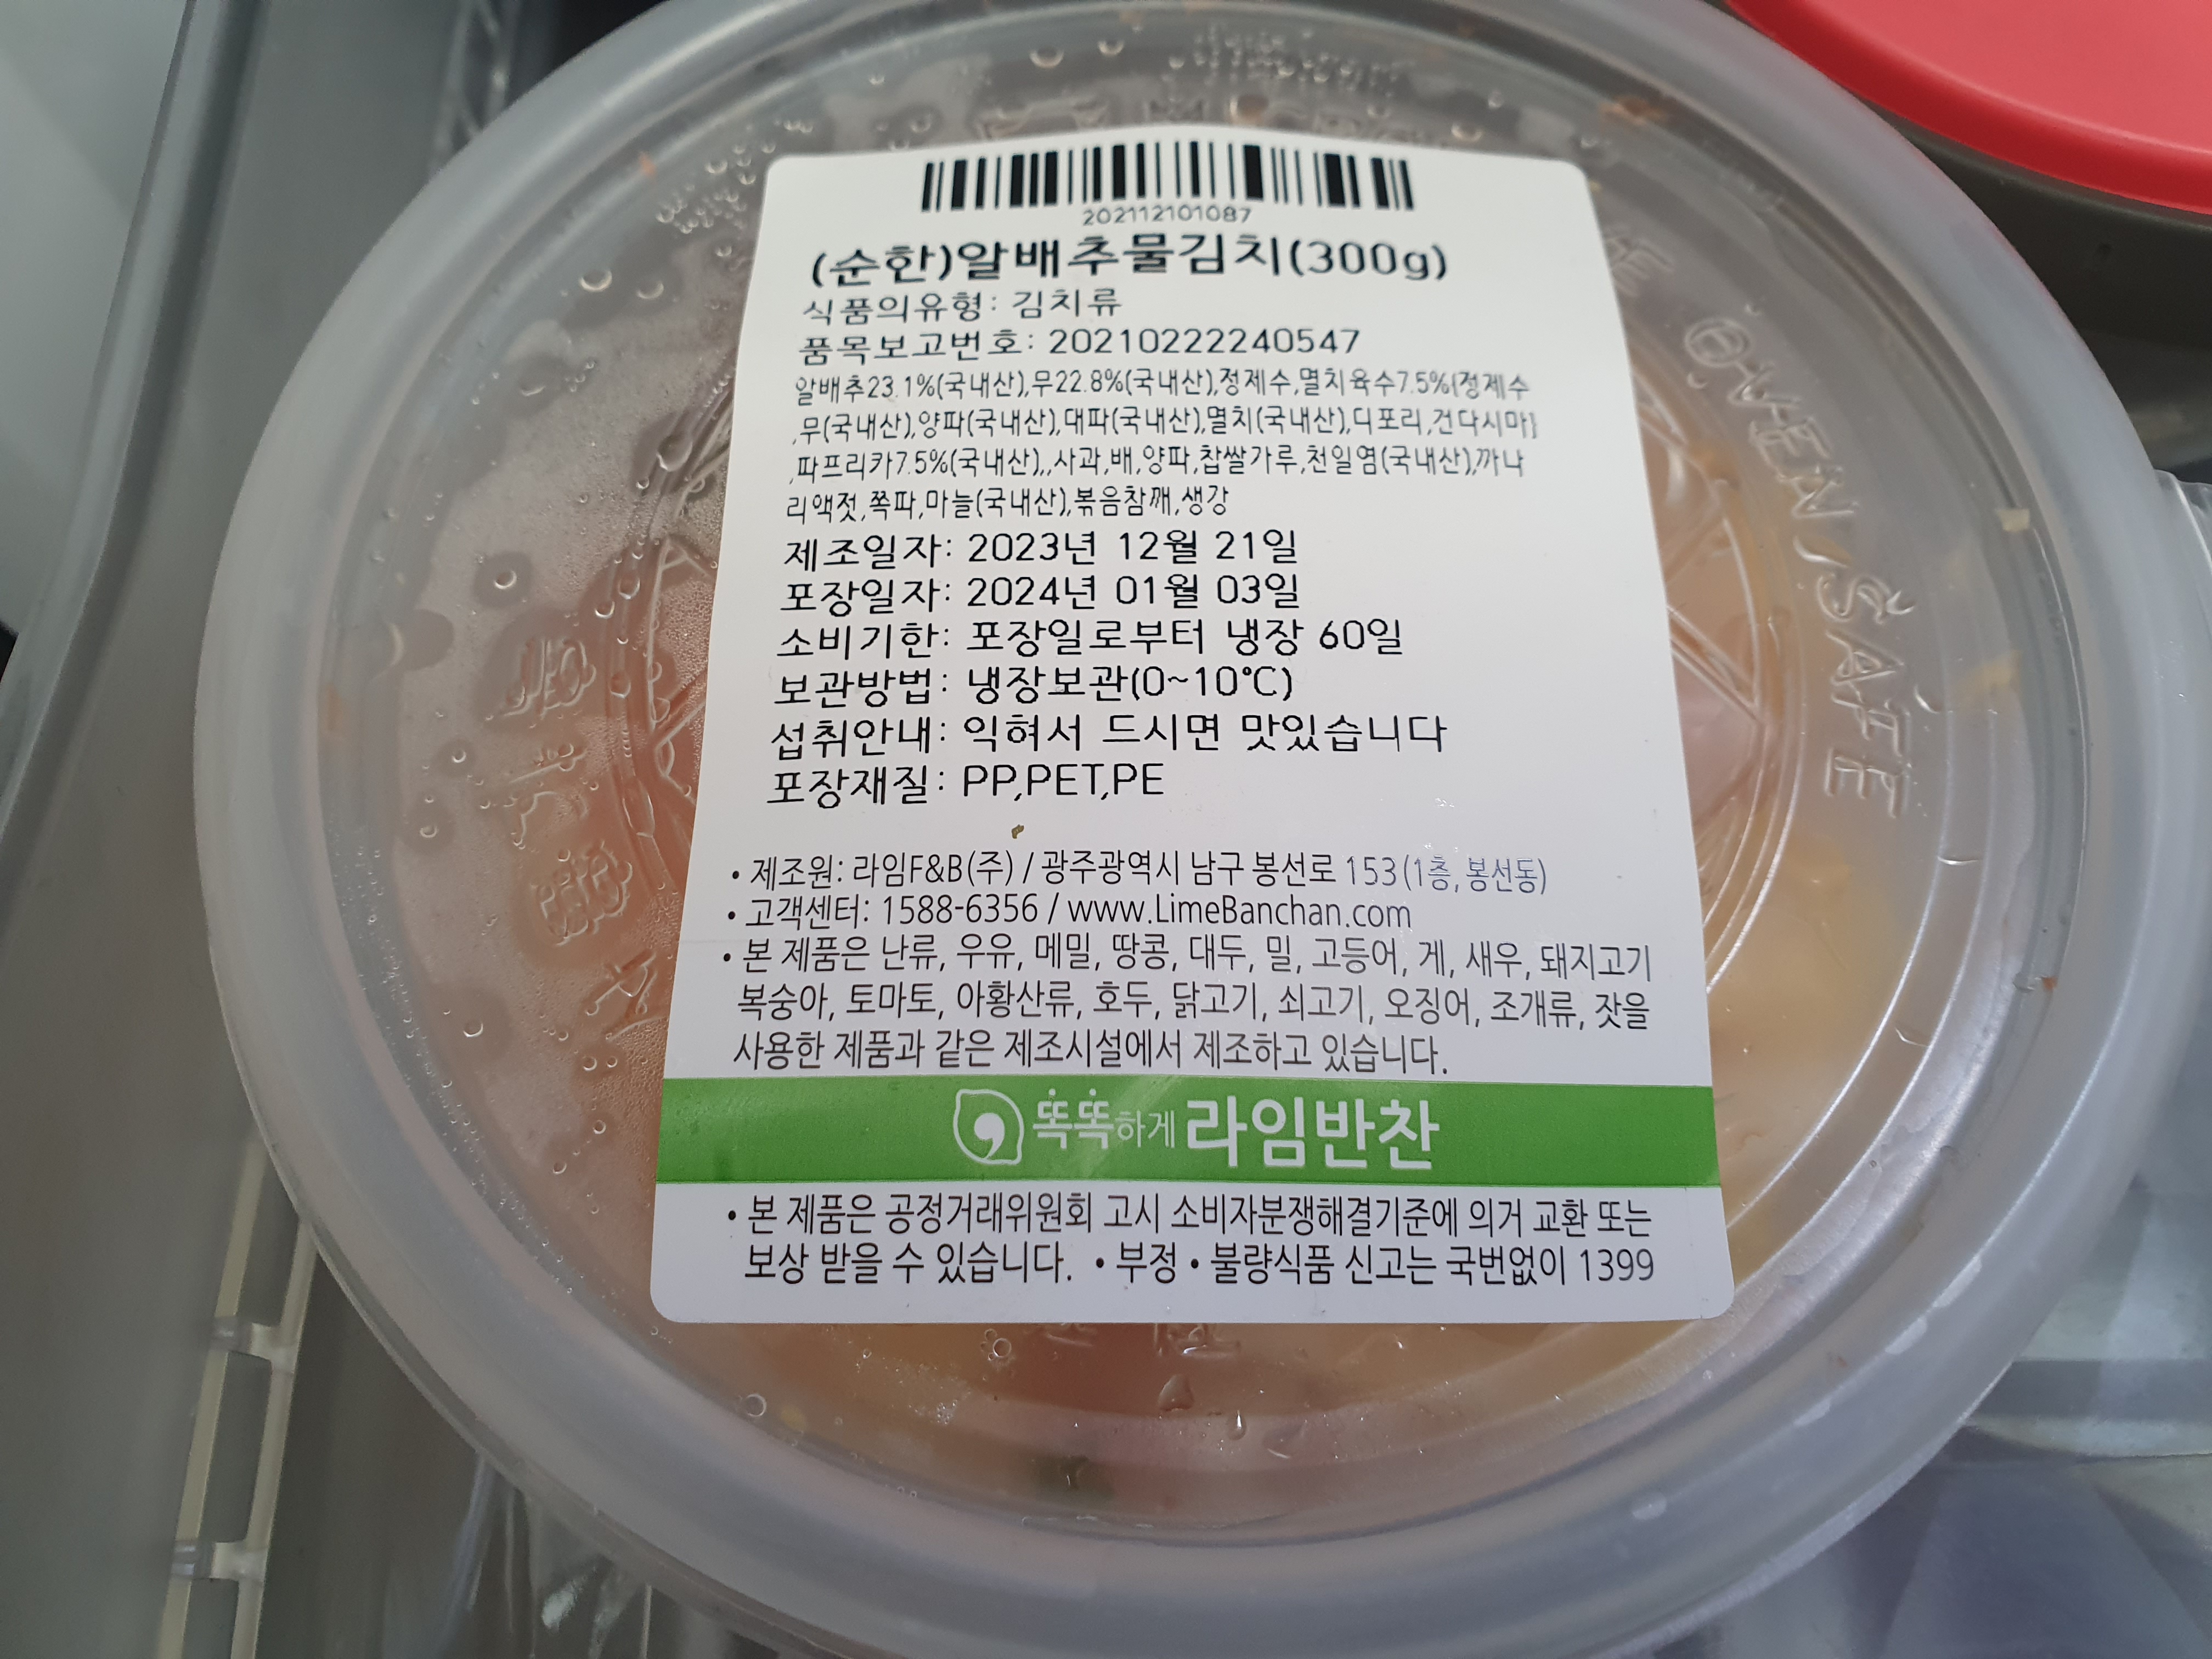 202112101087
(순한)알배추물김치(300g)
식품의유형: 김치류
품목보고번호: 20210222240547
알배추23.1%(국내산),무22.8%(국내산),정제수,멸치육수7.5%{정제수
,무(국내산),양파(국내산),대파(국내산),멸치(국내산),디포리,건다시마}
,파프리카7.5%(국내산),,사과,배,양파,찹쌀가루,천일염(국내산),까나
리액젓,쪽파,마늘(국내산),볶음참깨,생강
제조일자: 2023년 12월 21일
포장일자: 2024년 01월 03일
소비기한: 포장일로부터 냉장 60일
보관방법: 냉장보관(0~10℃)
섭취안내: 익혀서 드시면 맛있습니다
포장재질: PP,PET,PE
• 제조원: 라임F&B(주) / 광주광역시 남구 봉선로 153(1층, 봉선동)
• 고객센터: 1588-6356 / www.LimeBanchan.com
• 본 제품은 난류, 우유, 메밀, 땅콩, 대두, 밀, 고등어, 게, 새우, 돼지고기
복숭아, 토마토, 아황산류, 호두, 닭고기, 쇠고기, 오징어, 조개류, 잣을
사용한 제품과 같은 제조시설에서 제조하고 있습니다.
똑똑하게 라임반찬
• 본 제품은 공정거래위원회 고시 소비자분쟁해결기준에 의거 교환 또는
보상 받을 수 있습니다. • 부정 • 불량식품 신고는 국번없이 1399
OVEN SAFE